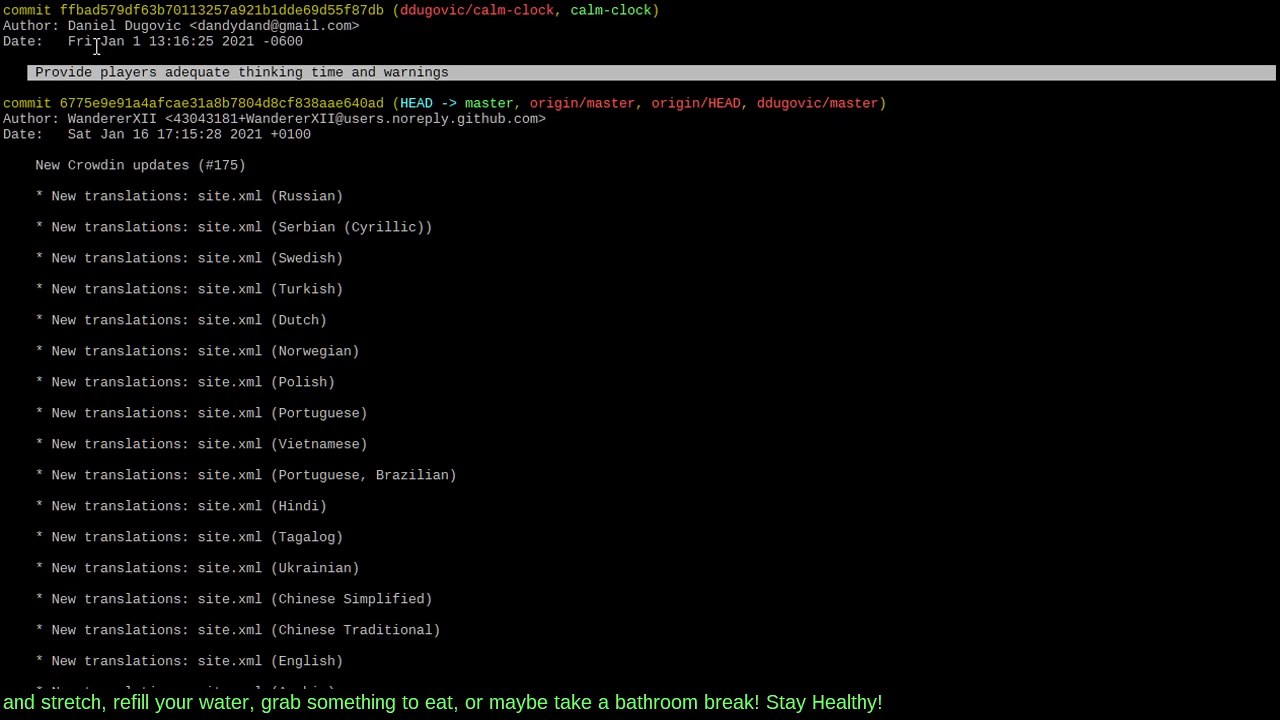 commit ffbad579df63b70113257a921b1dde69d55f87db (ddugovic/calm-clock, calm-clock)
Author: Daniel Dugovic <dandydand@gmail.com>
Date:   Fri Jan 1 13:16:25 2021 -0600
Provide players adequate thinking time and warnings
commit 6775e9e91a4afcae31a8b7804d8cf838aae640ad (HEAD -> master, origin/master, origin/HEAD, ddugovic/master)
Author: WandererXII <43043181+WandererXII@users.noreply.github.com>
Date:   Sat Jan 16 17:15:28 2021 +0100
New Crowdin updates (#175)
* New translations: site.xml (Russian)
* New translations: site.xml (Serbian (Cyrillic))
* New translations: site.xml (Swedish)
* New translations: site.xml (Turkish)
* New translations: site.xml (Dutch)
* New translations: site.xml (Norwegian)
* New translations: site.xml (Polish)
* New translations: site.xml (Portuguese)
* New translations: site.xml (Vietnamese)
* New translations: site.xml (Portuguese, Brazilian)
* New translations: site.xml (Hindi)
* New translations: site.xml (Tagalog)
* New translations: site.xml (Ukrainian)
* New translations: site.xml (Chinese Simplified)
* New translations: site.xml (Chinese Traditional)
* New translations: site.xml (English)
and stretch, refill your water, grab something to eat, or maybe take a bathroom break! Stay Healthy!